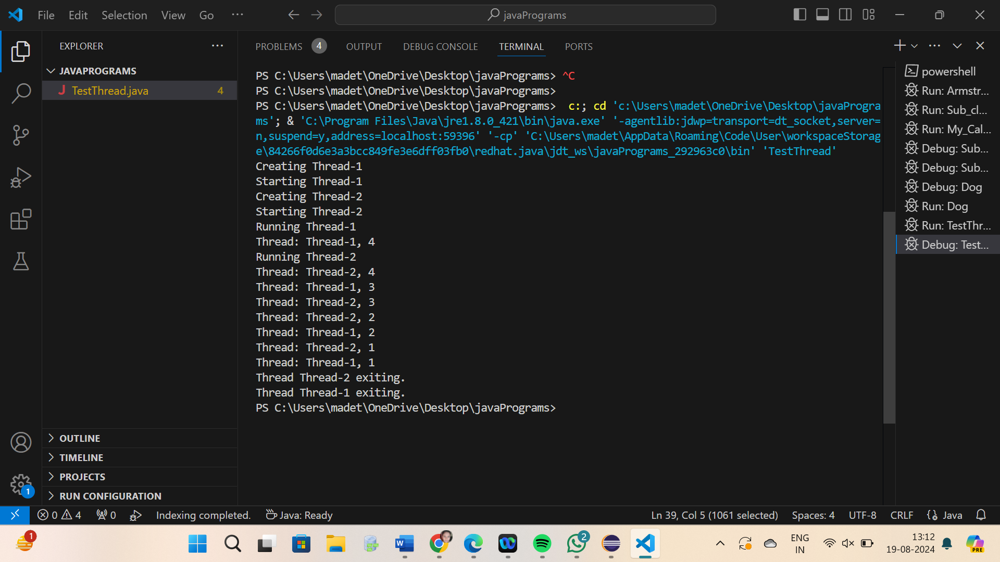 File Edit Selection View Go ...
javaPrograms
EXPLORER
JAVAPROGRAMS
J TestThread.java 4
OUTLINE
TIMELINE
PROJECTS
RUN CONFIGURATION
PROBLEMS 4 OUTPUT DEBUG CONSOLE TERMINAL PORTS
PS C:\Users\madet\OneDrive\Desktop\javaPrograms> ^C
PS C:\Users\madet\OneDrive\Desktop\javaPrograms>
PS C:\Users\madet\OneDrive\Desktop\javaPrograms>  c:; cd 'c:\Users\madet\OneDrive\Desktop\javaProgra
ms'; & 'C:\Program Files\Java\jre1.8.0_421\bin\java.exe' '-agentlib:jdwp=transport=dt_socket,server=
n,suspend=y,address=localhost:59396' '-cp' 'C:\Users\madet\AppData\Roaming\Code\User\workspaceStorag
e\84266f0d6e3a3bcc849fe3e6dff03fb0\redhat.java\jdt_ws\javaPrograms_292963c0\bin' 'TestThread'
Creating Thread-1
Starting Thread-1
Creating Thread-2
Starting Thread-2
Running Thread-1
Thread: Thread-1, 4
Running Thread-2
Thread: Thread-2, 4
Thread: Thread-1, 3
Thread: Thread-2, 3
Thread: Thread-2, 2
Thread: Thread-1, 2
Thread: Thread-2, 1
Thread: Thread-1, 1
Thread Thread-2 exiting.
Thread Thread-1 exiting.
PS C:\Users\madet\OneDrive\Desktop\javaPrograms>
powershell
Run: Armstr...
Run: Sub_cl...
Run: My_Cal...
Debug: Sub...
Debug: Sub...
Debug: Dog
Run: Dog
Run: TestThr...
Debug: Test...
1
0 4 0 Indexing completed. Java: Ready
Ln 39, Col 5 (1061 selected) Spaces: 4 UTF-8 CRLF {} Java
1
W
2
ENG
IN
13:12
19-08-2024
PRE